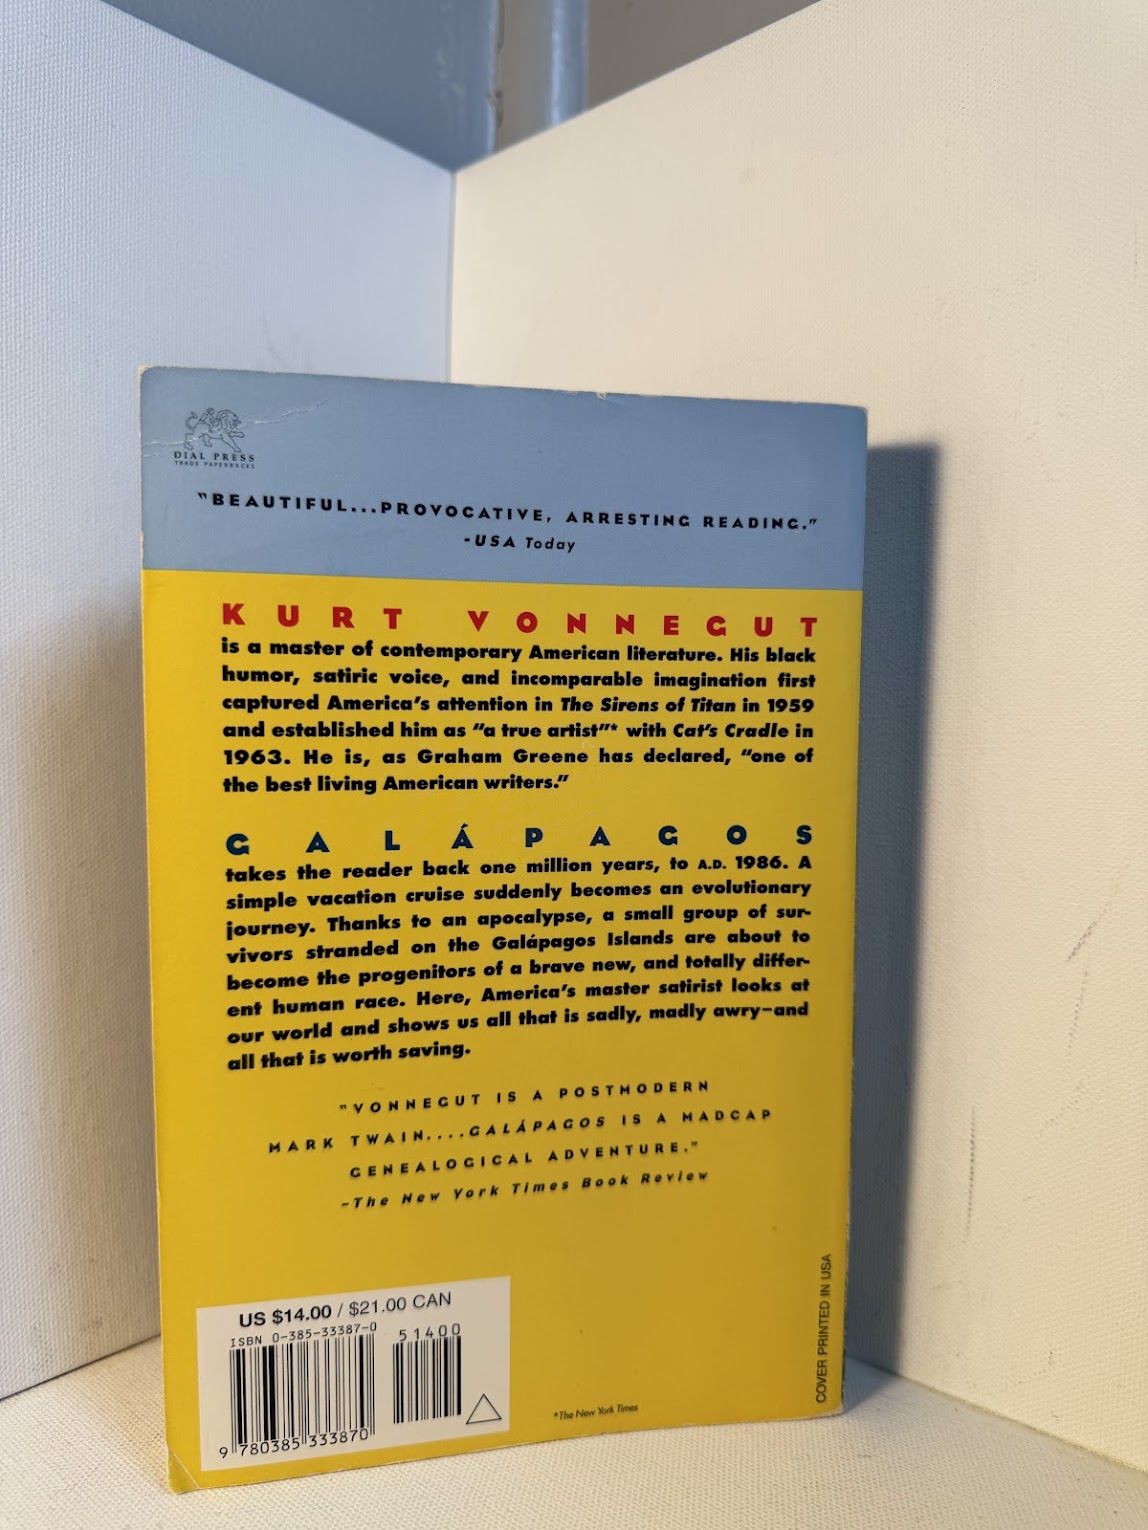 DIAL PRESS
TRADE PAPERBACKS
"BEAUTIFUL...PROVOCATIVE, ARRESTING READING."
-USA Today
KURT VONNEGUT
is a master of contemporary American literature. His black
humor, satiric voice, and incomparable imagination first
captured America's attention in The Sirens of Titan in 1959
and established him as "a true artist"* with Cat's Cradle in
1963. He is, as Graham Greene has declared, "one of
the best living American writers."
GALÁPAGOS
takes the reader back one million years, to A.D. 1986. A
simple vacation cruise suddenly becomes an evolutionary
journey. Thanks to an apocalypse, a small group of sur-
vivors stranded on the Galápagos Islands are about to
become the progenitors of a brave new, and totally differ-
ent human race. Here, America's master satirist looks at
our world and shows us all that is sadly, madly awry—and
all that is worth saving.
"VONNEGUT IS A POSTMODERN
MARK TWAIN....GALÁPAGOS IS A MADCAP
GENEALOGICAL ADVENTURE."
-The New York Times Book Review
US $14.00 / $21.00 CAN
ISBN 0-385-33387-0
51400
9 780385 333870
*The New York Times
COVER PRINTED IN USA